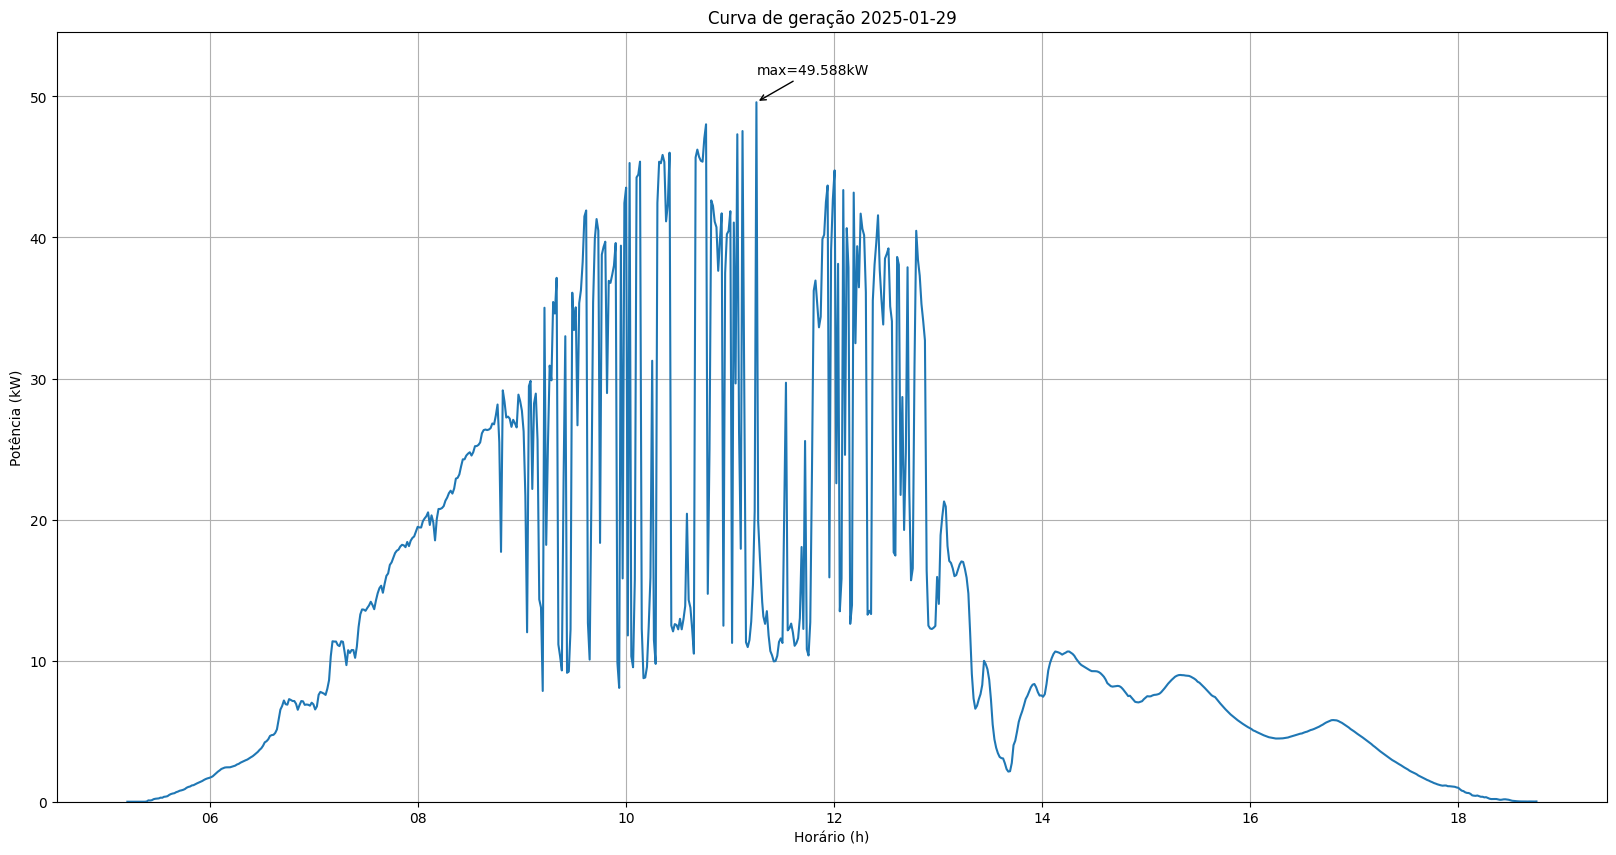 Curva de geração 2025-01-29
max=49.588kW
Potência (kW)
50
40
30
20
10
0
06 08 10 12 14 16 18
Horário (h)